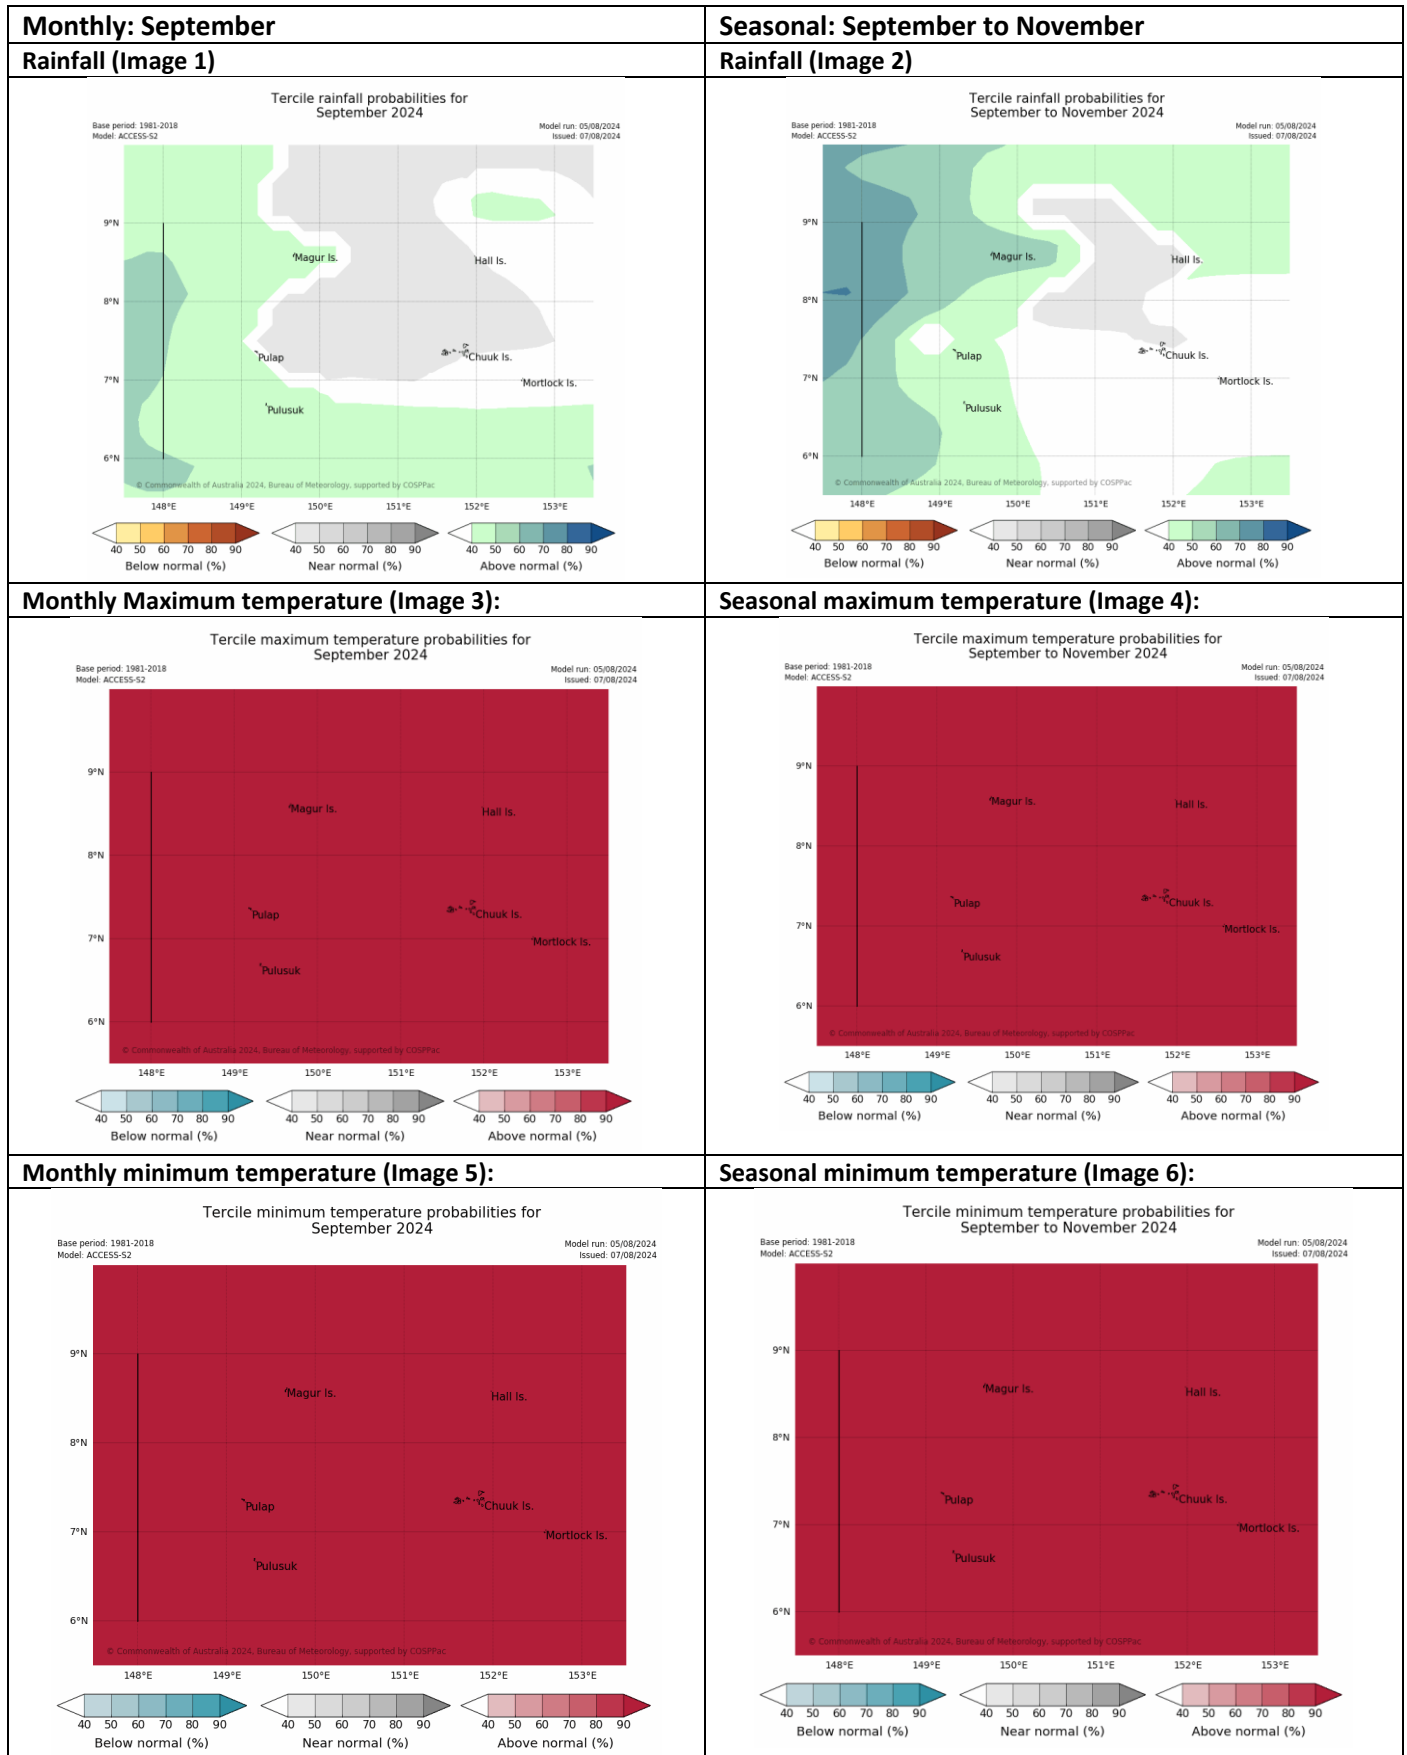 Monthly: September
Seasonal: September to November
Rainfall (Image 1)
Rainfall (Image 2)
Tercile rainfall probabilities for
September 2024
Base period: 1981-2018
Model: ACCESS-S2
Model run: 05/08/2024
Issued: 07/08/2024
9°N
8°N
7°N
6°N
Magur Is.
Hall Is.
Pulap
Chuuk Is.
Mortlock Is.
Pulusuk
© Commonwealth of Australia 2024, Bureau of Meteorology, supported by COSPPac
148°E 149°E 150°E 151°E 152°E 153°E
40 50 60 70 80 90
Below normal (%)
40 50 60 70 80 90
Near normal (%)
40 50 60 70 80 90
Above normal (%)
Tercile rainfall probabilities for
September to November 2024
Base period: 1981-2018
Model: ACCESS-S2
Model run: 05/08/2024
Issued: 07/08/2024
9°N
8°N
7°N
6°N
Magur Is.
Hall Is.
Pulap
Chuuk Is.
Mortlock Is.
Pulusuk
© Commonwealth of Australia 2024, Bureau of Meteorology, supported by COSPPac
148°E 149°E 150°E 151°E 152°E 153°E
40 50 60 70 80 90
Below normal (%)
40 50 60 70 80 90
Near normal (%)
40 50 60 70 80 90
Above normal (%)
Monthly Maximum temperature (Image 3):
Seasonal maximum temperature (Image 4):
Tercile maximum temperature probabilities for
September 2024
Base period: 1981-2018
Model: ACCESS-S2
Model run: 05/08/2024
Issued: 07/08/2024
9°N
8°N
7°N
6°N
Magur Is.
Hall Is.
Pulap
Chuuk Is.
Mortlock Is.
Pulusuk
© Commonwealth of Australia 2024, Bureau of Meteorology, supported by COSPPac
148°E 149°E 150°E 151°E 152°E 153°E
40 50 60 70 80 90
Below normal (%)
40 50 60 70 80 90
Near normal (%)
40 50 60 70 80 90
Above normal (%)
Tercile maximum temperature probabilities for
September to November 2024
Base period: 1981-2018
Model: ACCESS-S2
Model run: 05/08/2024
Issued: 07/08/2024
9°N
8°N
7°N
6°N
Magur Is.
Hall Is.
Pulap
Chuuk Is.
Mortlock Is.
Pulusuk
© Commonwealth of Australia 2024, Bureau of Meteorology, supported by COSPPac
148°E 149°E 150°E 151°E 152°E 153°E
40 50 60 70 80 90
Below normal (%)
40 50 60 70 80 90
Near normal (%)
40 50 60 70 80 90
Above normal (%)
Monthly minimum temperature (Image 5):
Seasonal minimum temperature (Image 6):
Tercile minimum temperature probabilities for
September 2024
Base period: 1981-2018
Model: ACCESS-S2
Model run: 05/08/2024
Issued: 07/08/2024
9°N
8°N
7°N
6°N
Magur Is.
Hall Is.
Pulap
Chuuk Is.
Mortlock Is.
Pulusuk
© Commonwealth of Australia 2024, Bureau of Meteorology, supported by COSPPac
148°E 149°E 150°E 151°E 152°E 153°E
40 50 60 70 80 90
Below normal (%)
40 50 60 70 80 90
Near normal (%)
40 50 60 70 80 90
Above normal (%)
Tercile minimum temperature probabilities for
September to November 2024
Base period: 1981-2018
Model: ACCESS-S2
Model run: 05/08/2024
Issued: 07/08/2024
9°N
8°N
7°N
6°N
Magur Is.
Hall Is.
Pulap
Chuuk Is.
Mortlock Is.
Pulusuk
© Commonwealth of Australia 2024, Bureau of Meteorology, supported by COSPPac
148°E 149°E 150°E 151°E 152°E 153°E
40 50 60 70 80 90
Below normal (%)
40 50 60 70 80 90
Near normal (%)
40 50 60 70 80 90
Above normal (%)